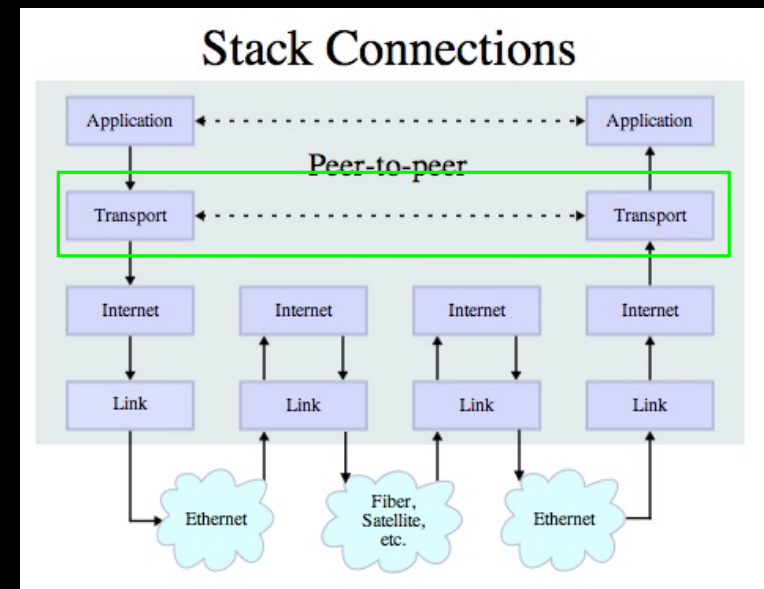 Stack Connections
Application
Application
Peer-to-peer
Transport
Transport
Internet
Internet
Internet
Internet
Link
Link
Link
Link
Ethernet
Fiber,
Satellite,
etc.
Ethernet